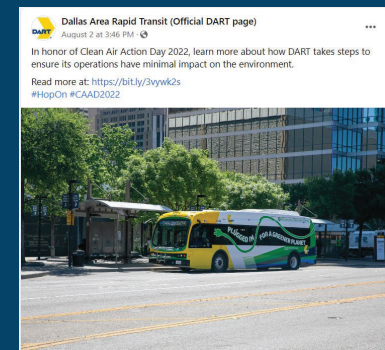 DART
Dallas Area Rapid Transit (Official DART page)
August 2 at 3:46 PM ·
In honor of Clean Air Action Day 2022, learn more about how DART takes steps to
ensure its operations have minimal impact on the environment.
Read more at: https://bit.ly/3vywk2s
#HopOn #CAAD2022
PLUGGED IN FOR A GREENER PLANET